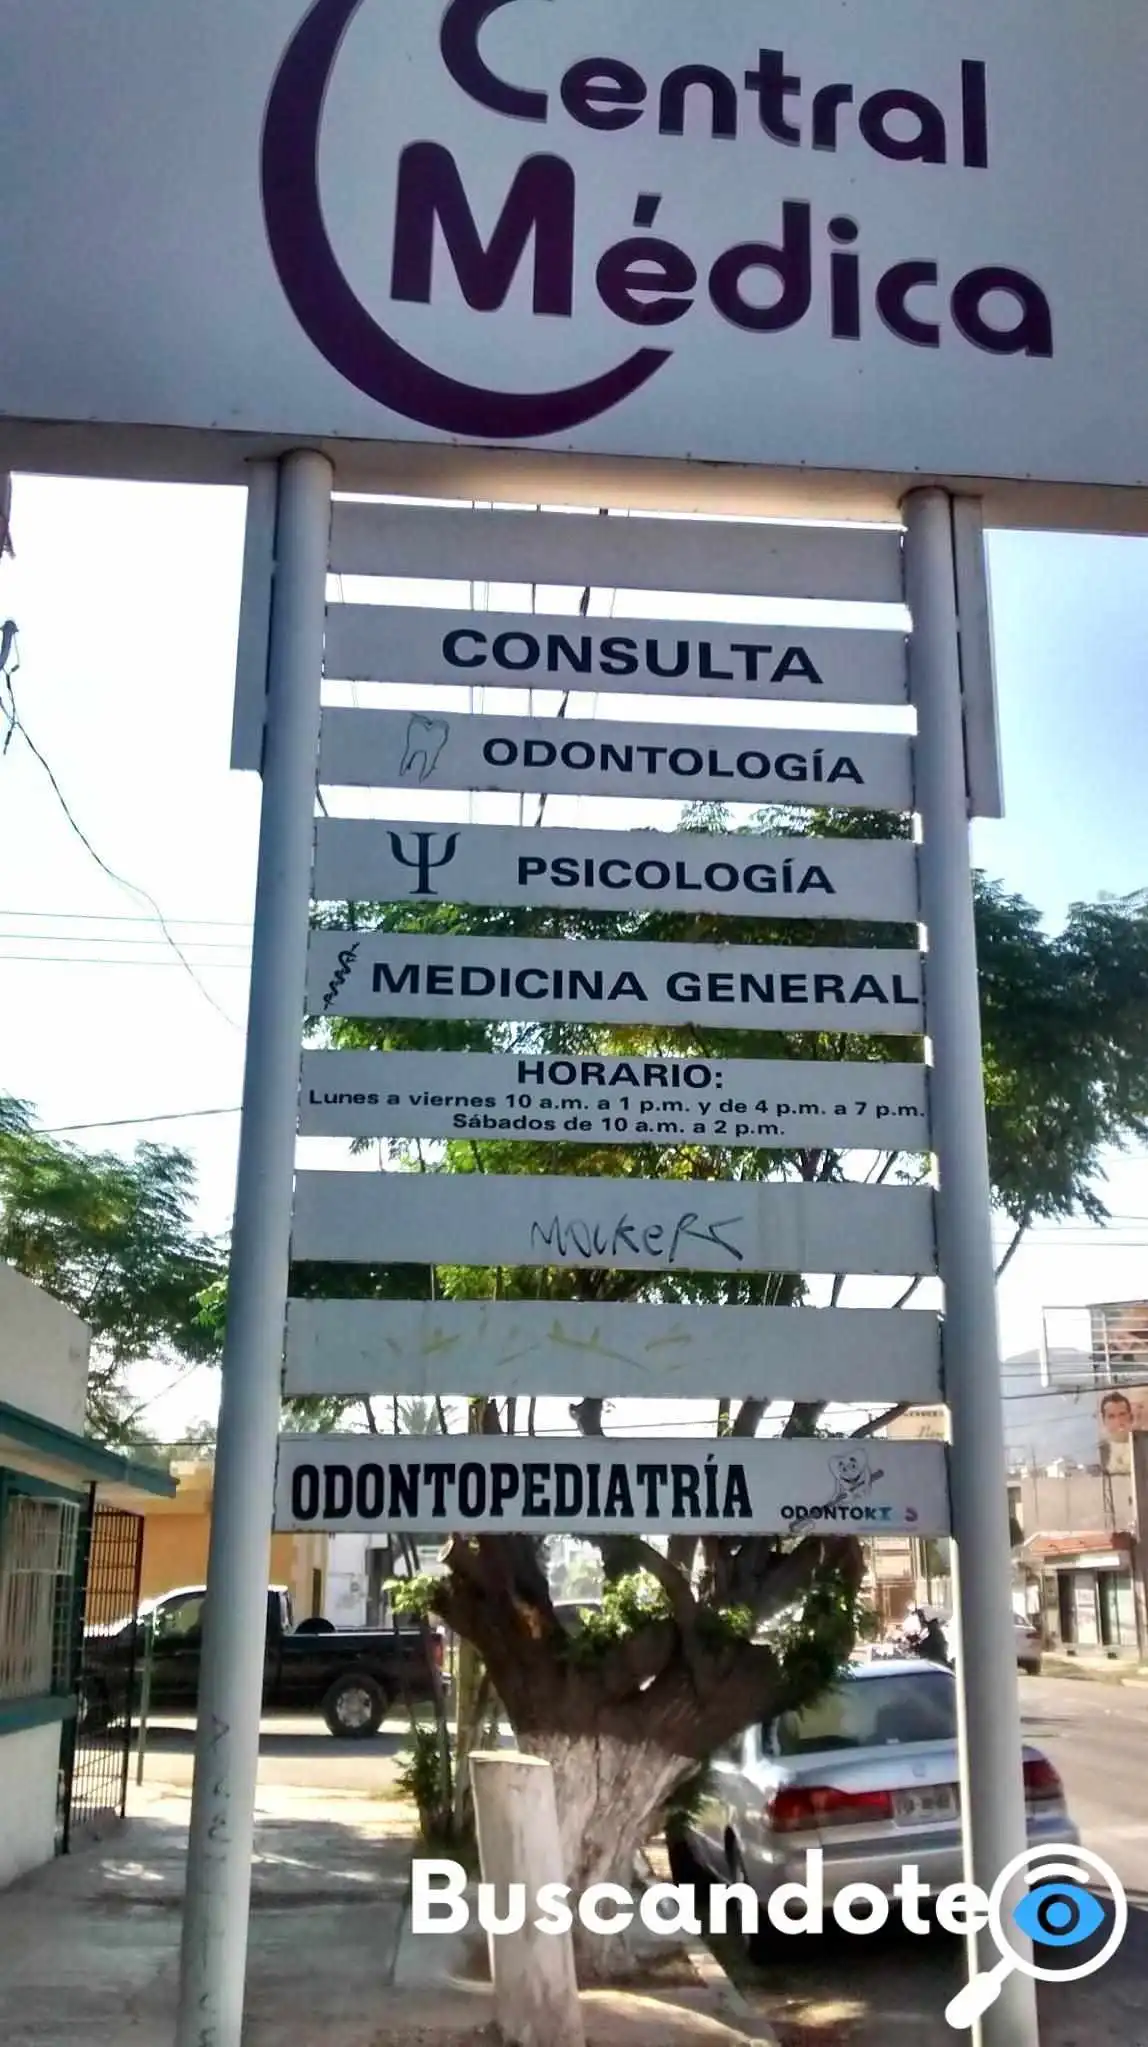 Central
Médica
CONSULTA
ODONTOLOGÍA
Ψ PSICOLOGÍA
MEDICINA GENERAL
HORARIO:
Lunes a viernes 10 a.m. a 1 p.m. y de 4 p.m. a 7 p.m.
Sábados de 10 a.m. a 2 p.m.
ODONTOPEDIATRÍA
Buscandote